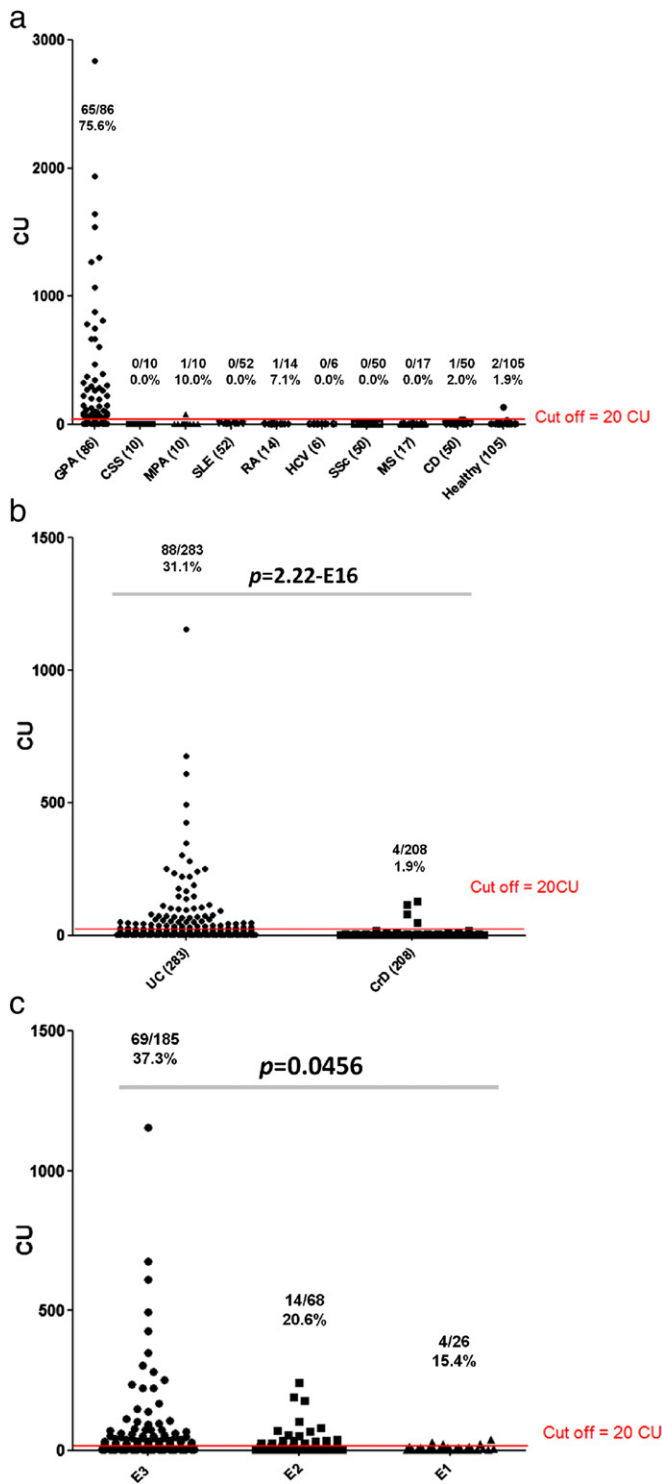 a
3000
65/86
75.6%
2000
CU
1000
0/10 1/10 0/52 1/14 0/6 0/50 0/17 1/50 2/105
0.0% 10.0% 0.0% 7.1% 0.0% 0.0% 0.0% 2.0% 1.9%
Cut off = 20 CU
0
GPA (86) CSS (10) MPA (10) SLE (52) RA (14) HCV (6) SSc (50) MS (17) CD (50) Healthy (105)
b
1500
88/283
31.1%
p=2.22-E16
1000
CU
500
4/208
1.9%
Cut off = 20CU
0
UC (283) CrD (208)
c
1500
69/185
37.3%
p=0.0456
1000
CU
500
14/68
20.6%
4/26
15.4%
Cut off = 20 CU
0
E3 E2 E1